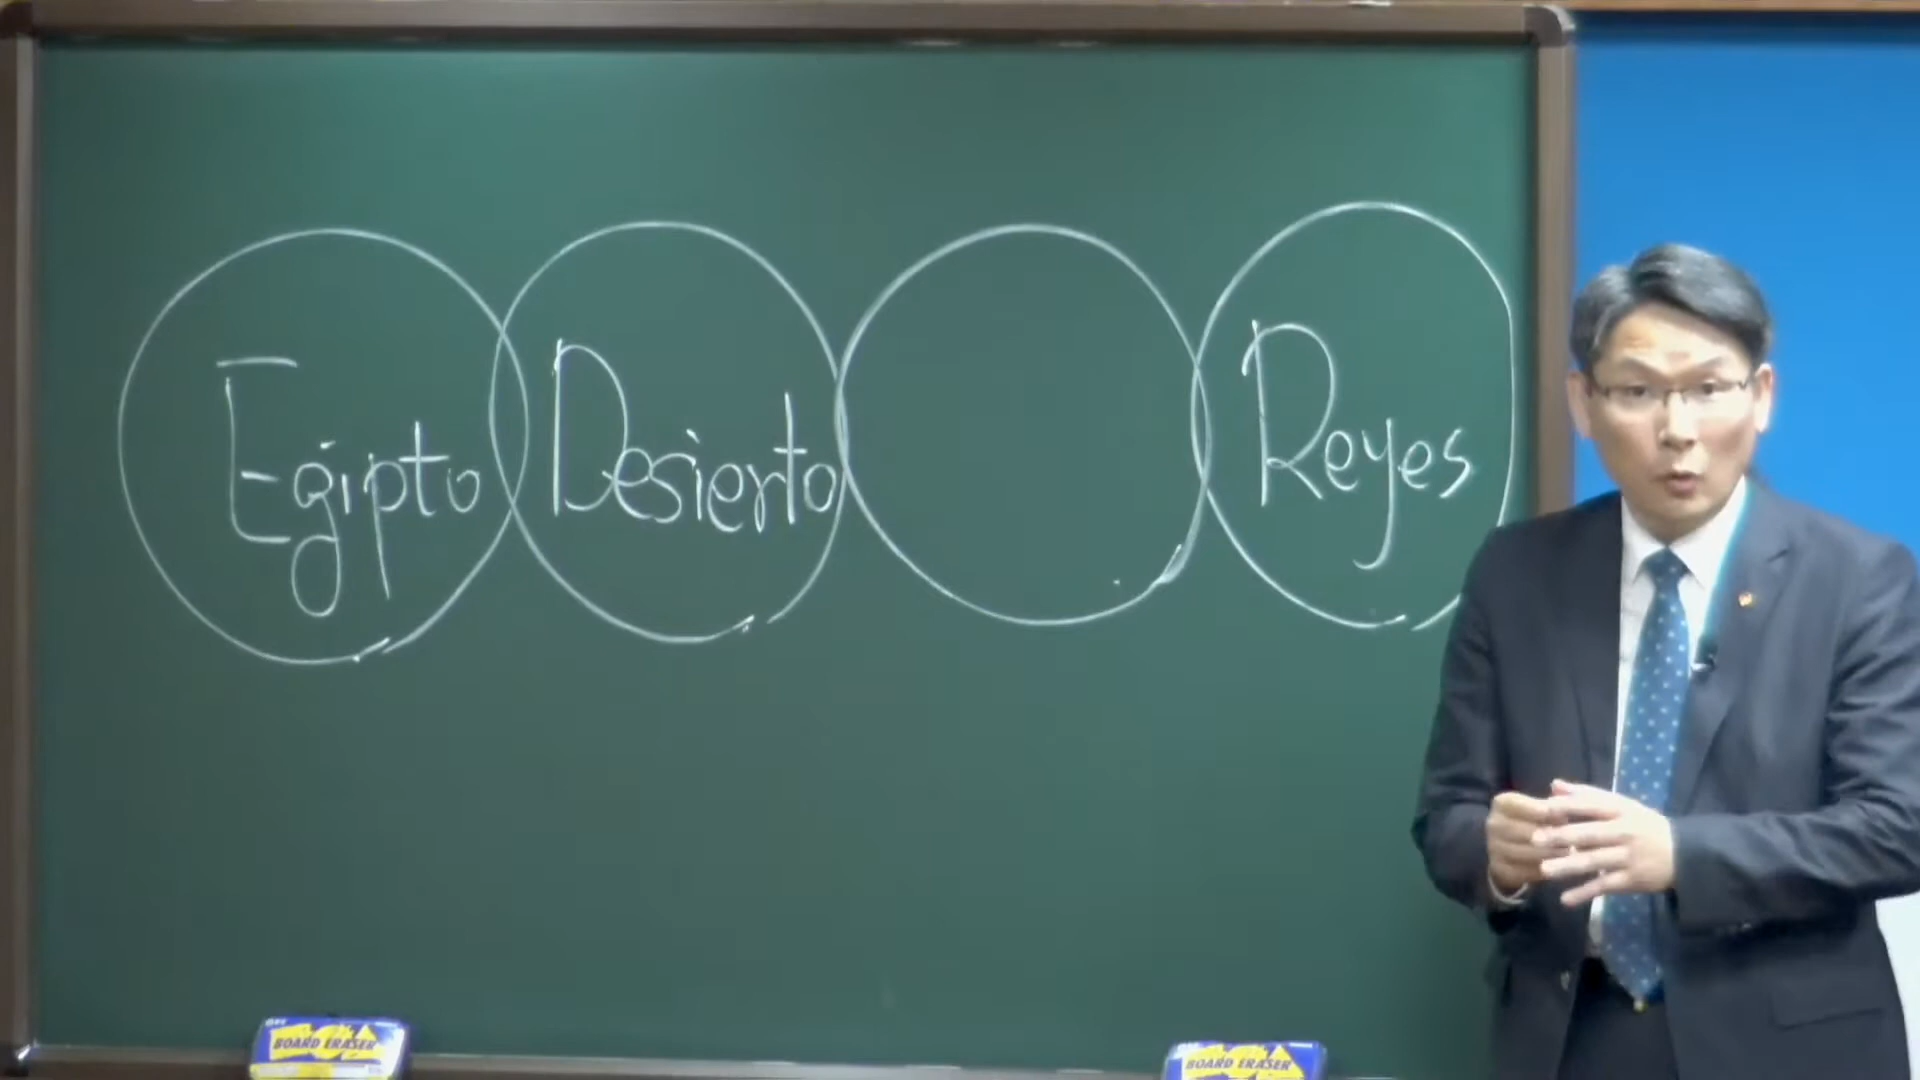 Egipto
Desierto
Reyes
BOARD ERASER
BOARD ERASER